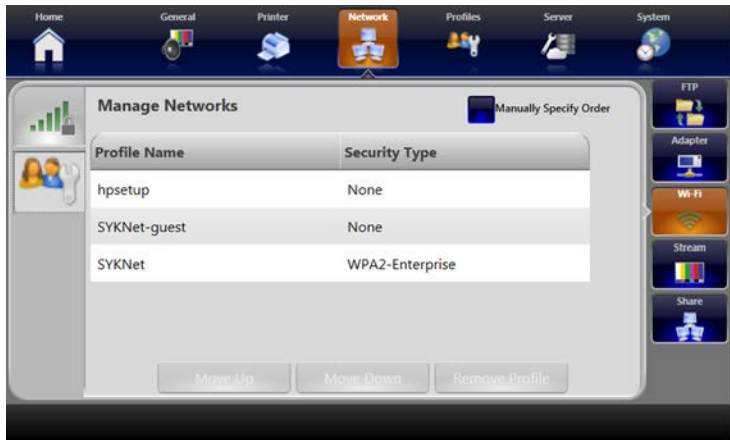 Home General Printer Network Profiles Server System
FTP
Manage Networks Manually Specify Order
Adapter
Profile Name Security Type
hpsetup None
Wi-Fi
SYKNet-guest None
Stream
SYKNet WPA2-Enterprise
Share
Move Up Move Down Remove Profile